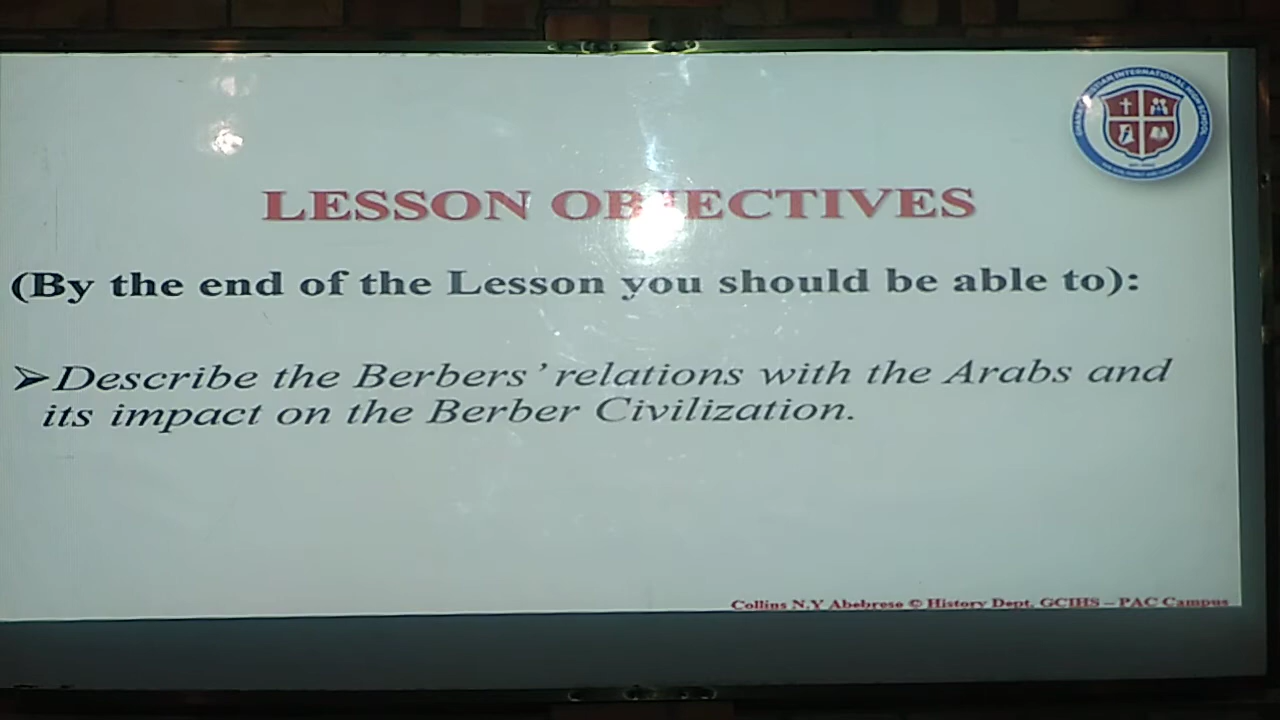 LESSON OBJECTIVES
(By the end of the Lesson you should be able to):
➢Describe the Berbers' relations with the Arabs and
its impact on the Berber Civilization.
Collins N.Y Abebrese © History Dept. GCIHS – PAC Campus